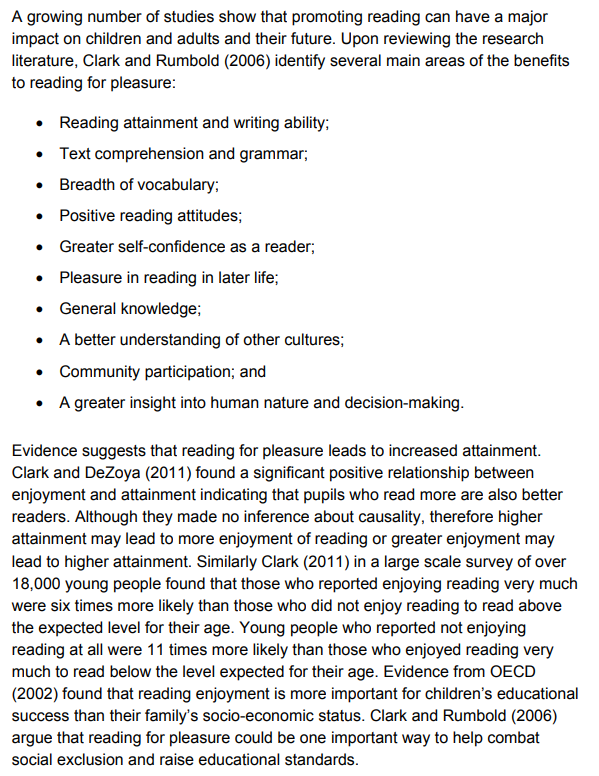 A growing number of studies show that promoting reading can have a major
impact on children and adults and their future. Upon reviewing the research
literature, Clark and Rumbold (2006) identify several main areas of the benefits
to reading for pleasure:
• Reading attainment and writing ability;
• Text comprehension and grammar;
• Breadth of vocabulary;
• Positive reading attitudes;
• Greater self-confidence as a reader;
• Pleasure in reading in later life;
• General knowledge;
• A better understanding of other cultures;
• Community participation; and
• A greater insight into human nature and decision-making.
Evidence suggests that reading for pleasure leads to increased attainment.
Clark and DeZoya (2011) found a significant positive relationship between
enjoyment and attainment indicating that pupils who read more are also better
readers. Although they made no inference about causality, therefore higher
attainment may lead to more enjoyment of reading or greater enjoyment may
lead to higher attainment. Similarly Clark (2011) in a large scale survey of over
18,000 young people found that those who reported enjoying reading very much
were six times more likely than those who did not enjoy reading to read above
the expected level for their age. Young people who reported not enjoying
reading at all were 11 times more likely than those who enjoyed reading very
much to read below the level expected for their age. Evidence from OECD
(2002) found that reading enjoyment is more important for children’s educational
success than their family’s socio-economic status. Clark and Rumbold (2006)
argue that reading for pleasure could be one important way to help combat
social exclusion and raise educational standards.